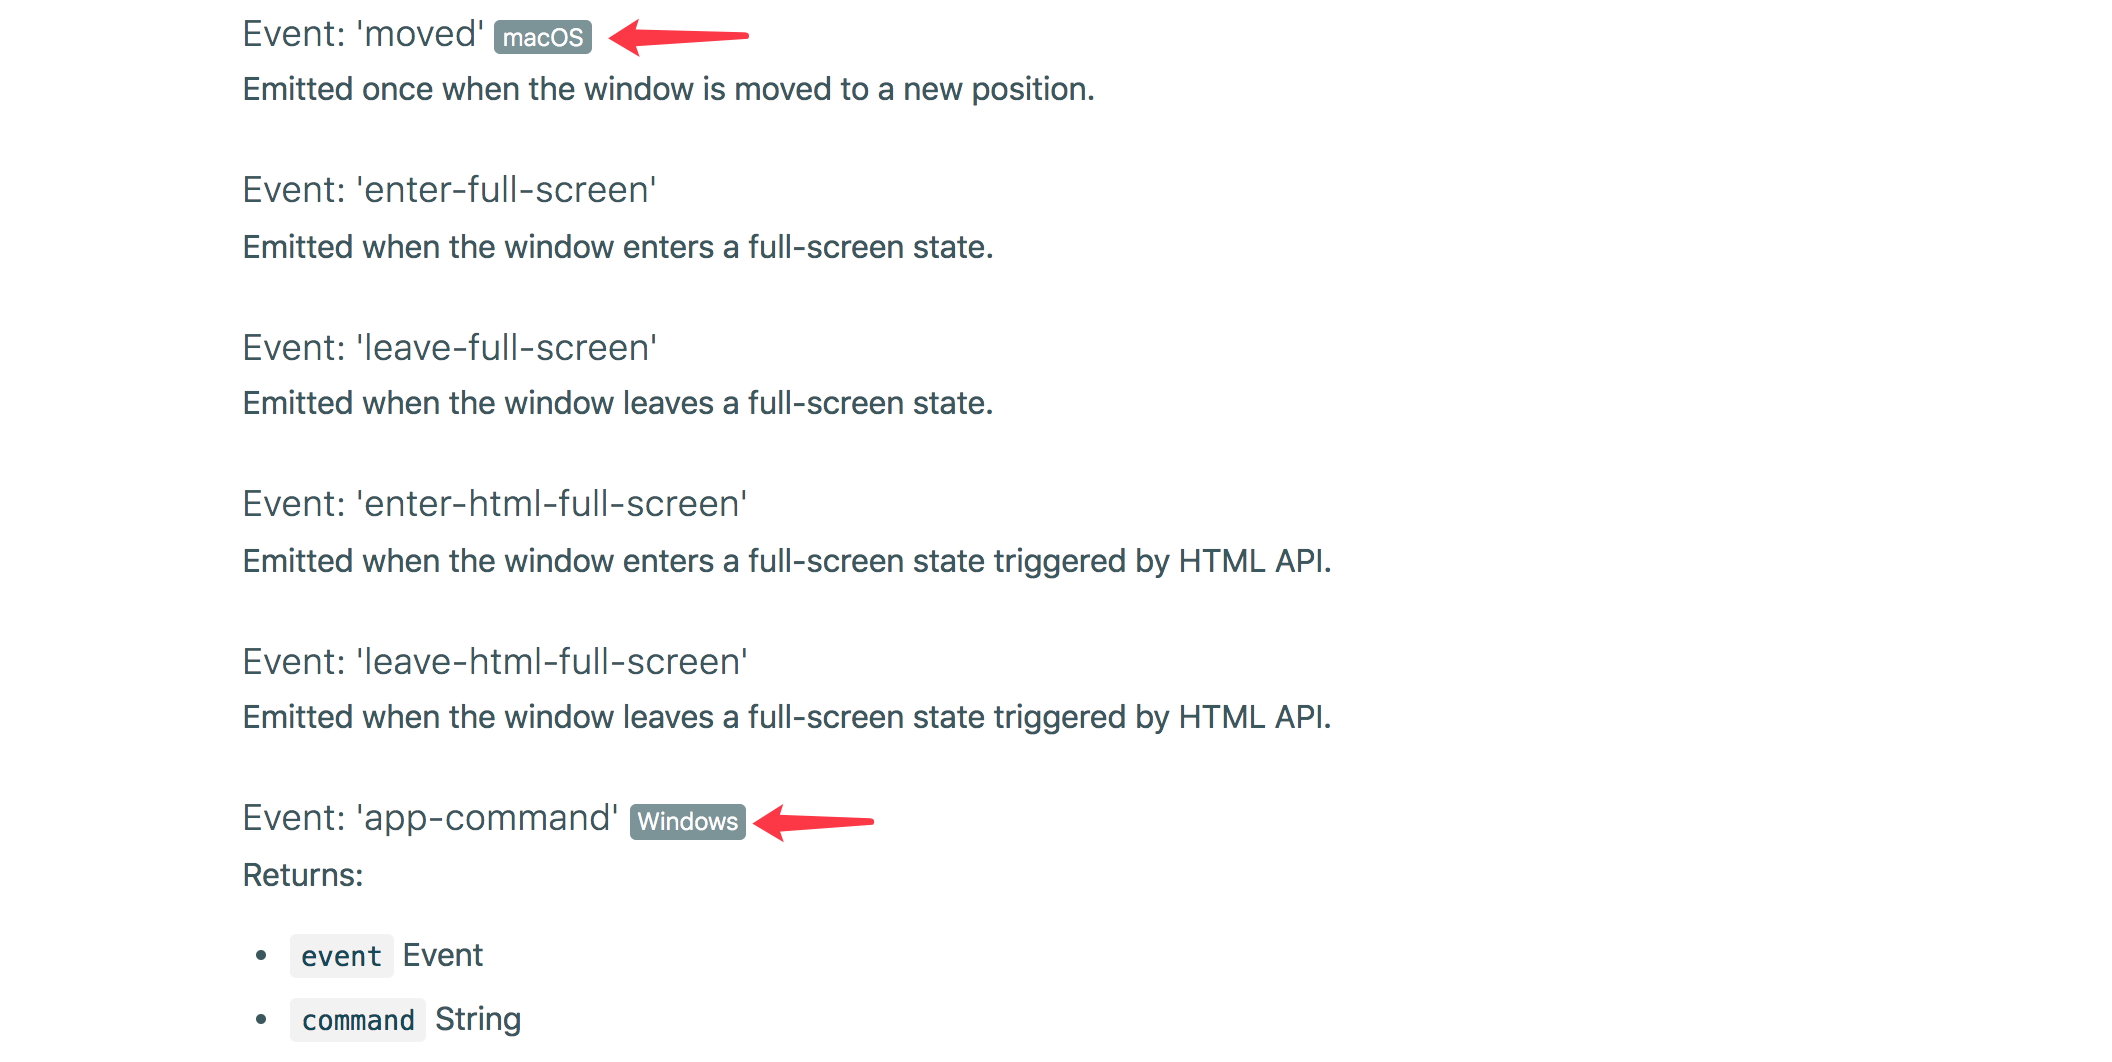 Event: 'moved' macOS
Emitted once when the window is moved to a new position.
Event: 'enter-full-screen'
Emitted when the window enters a full-screen state.
Event: 'leave-full-screen'
Emitted when the window leaves a full-screen state.
Event: 'enter-html-full-screen'
Emitted when the window enters a full-screen state triggered by HTML API.
Event: 'leave-html-full-screen'
Emitted when the window leaves a full-screen state triggered by HTML API.
Event: 'app-command' Windows
Returns:
• event Event
• command String